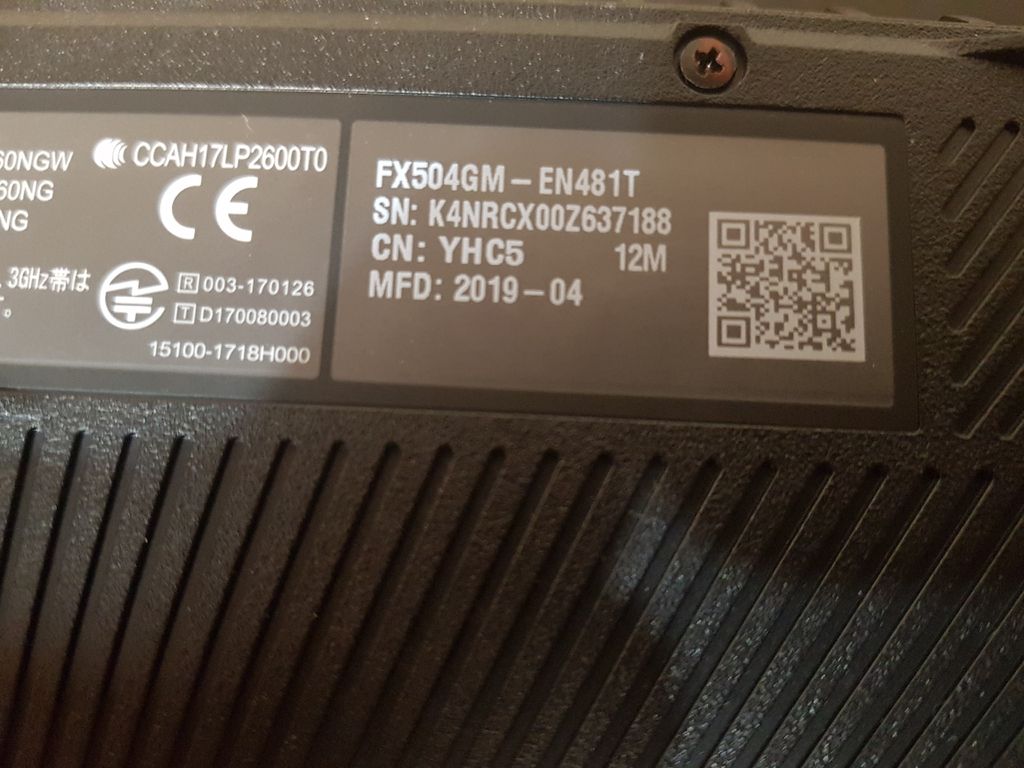 60NGW
60NG
NG
CCAH17LP2600T0
CE
. 3GHz帯は
。
R 003-170126
T D170080003
15100-1718H000
FX504GM-EN481T
SN: K4NRCX00Z637188
CN: YHC5 12M
MFD: 2019-04